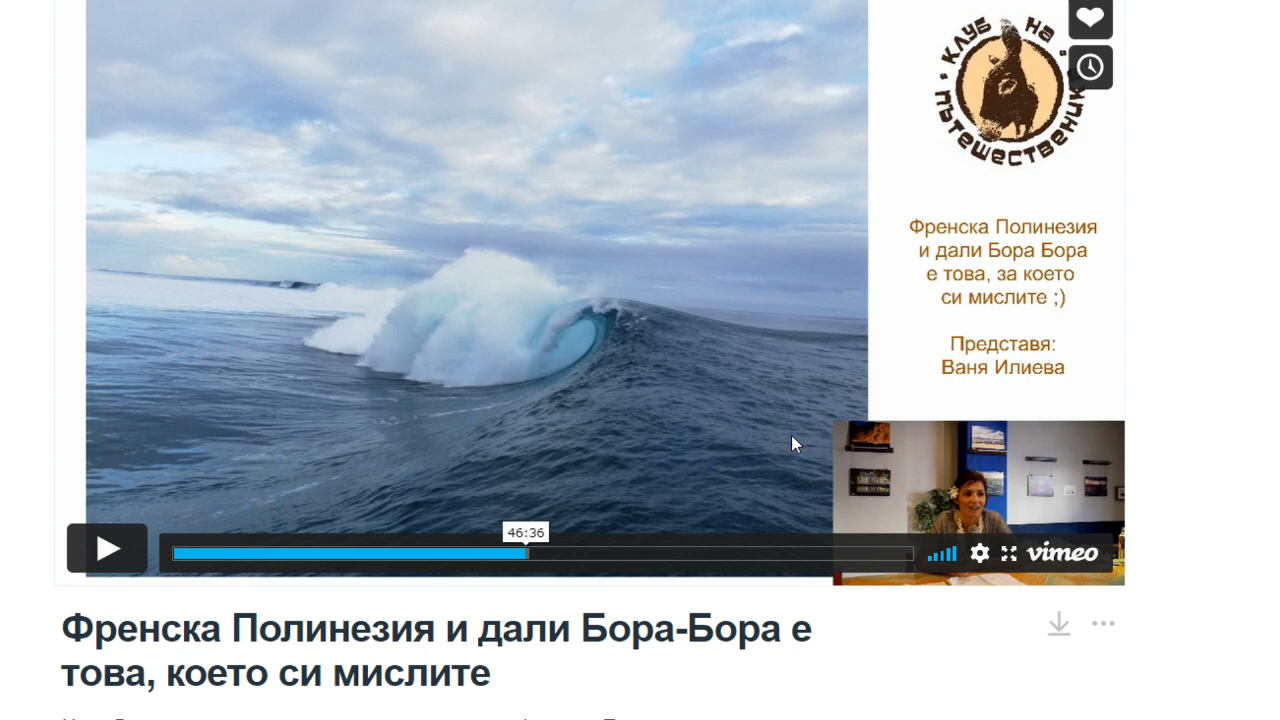 КЛУБ НА
ПЪТЕШЕСТВЕНИК
Френска Полинезия
и дали Бора Бора
е това, за което
си мислите ;)
Представя:
Ваня Илиева
46:36
vimeo
Френска Полинезия и дали Бора-Бора е
това, което си мислите